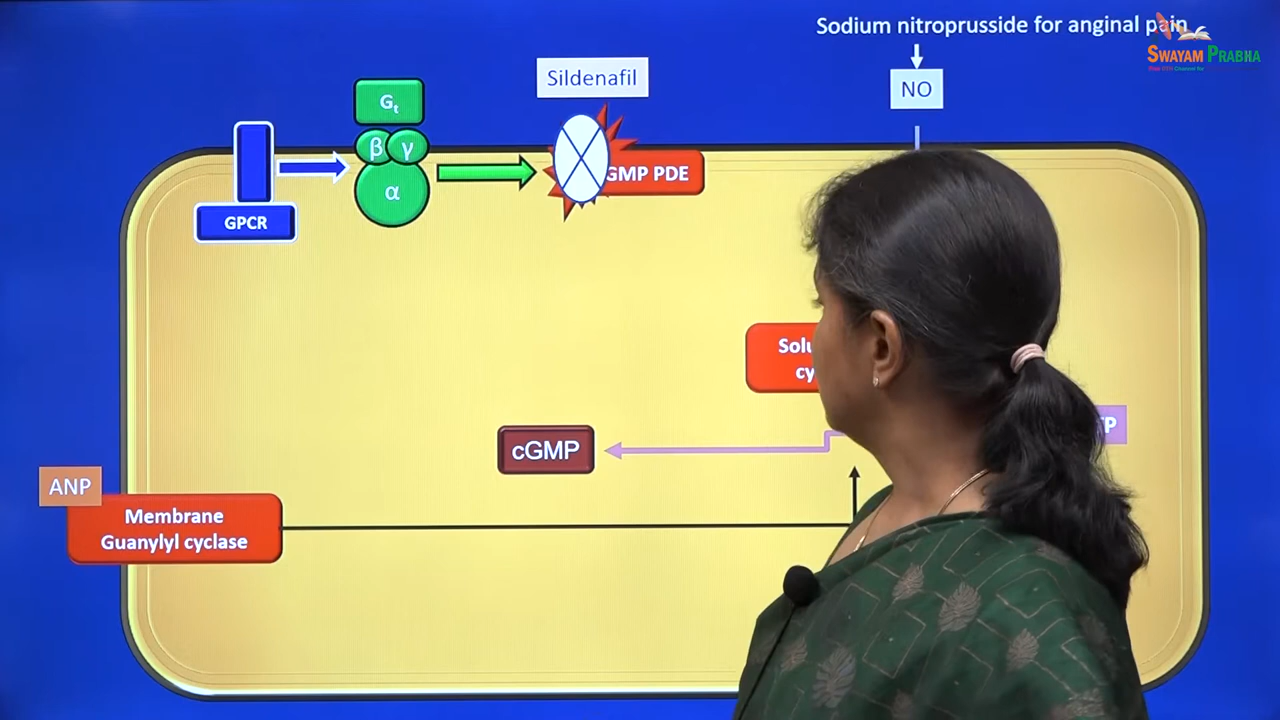 Sodium nitroprusside for anginal pain
SWAYAM PRABHA
Sildenafil
NO
Gt
β γ
α
GMP PDE
GPCR
cGMP
ANP
Membrane
Guanylyl cyclase